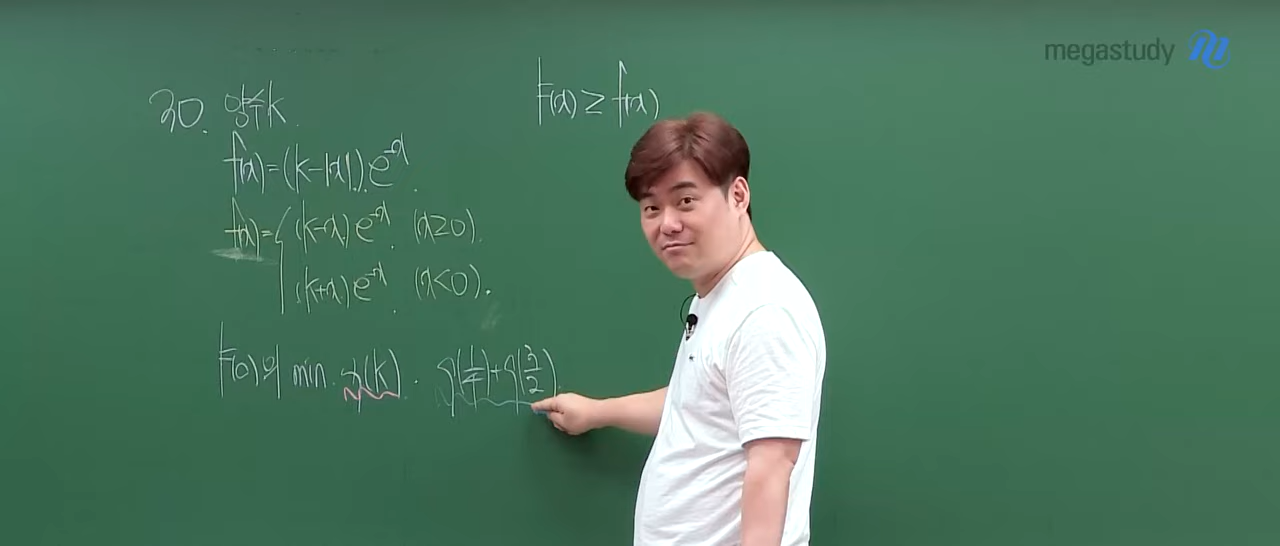 megastudy
30. 양수 k
f(x)=(k-|x|)e^{-x}
F(x) ≥ f(x)
f(x)={ (k-x)e^{-x} (x≥0).
(k+x)e^{-x} (x<0).
F(0)의 min. g(k). g(1/4)+g(3/2).